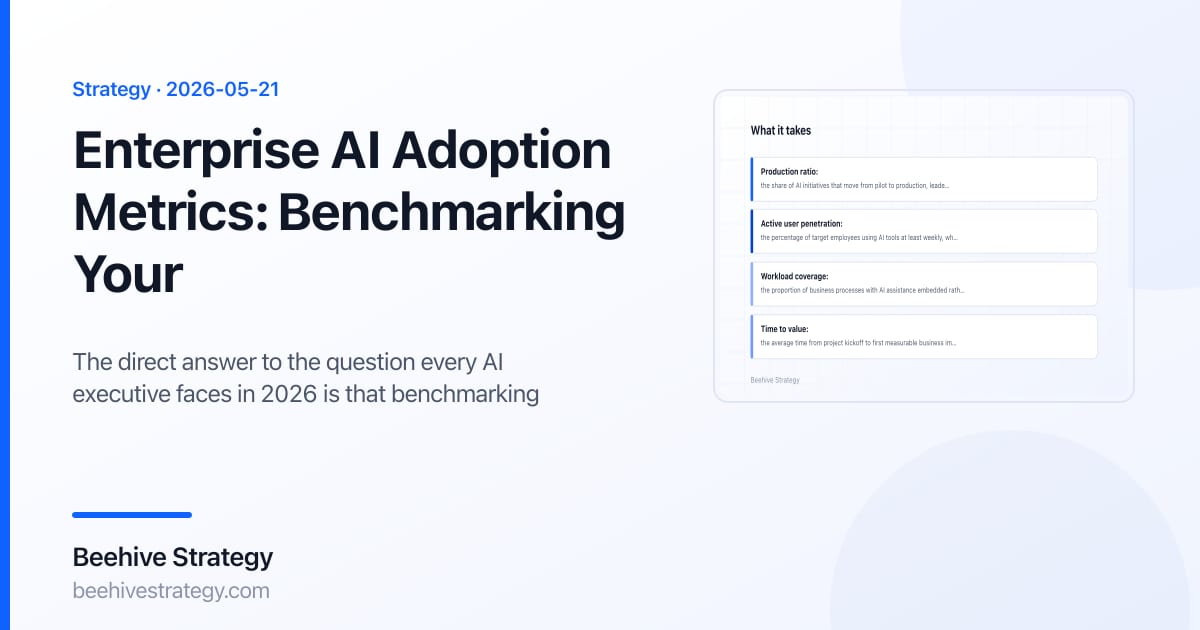 Strategy · 2026-05-21
Enterprise AI Adoption
Metrics: Benchmarking
Your
The direct answer to the question every AI
executive faces in 2026 is that benchmarking
Beehive Strategy
beehivestrategy.com
What it takes
Production ratio:
the share of AI initiatives that move from pilot to production, leade...
Active user penetration:
the percentage of target employees using AI tools at least weekly, wh...
Workload coverage:
the proportion of business processes with AI assistance embedded rath...
Time to value:
the average time from project kickoff to first measurable business im...
Beehive Strategy